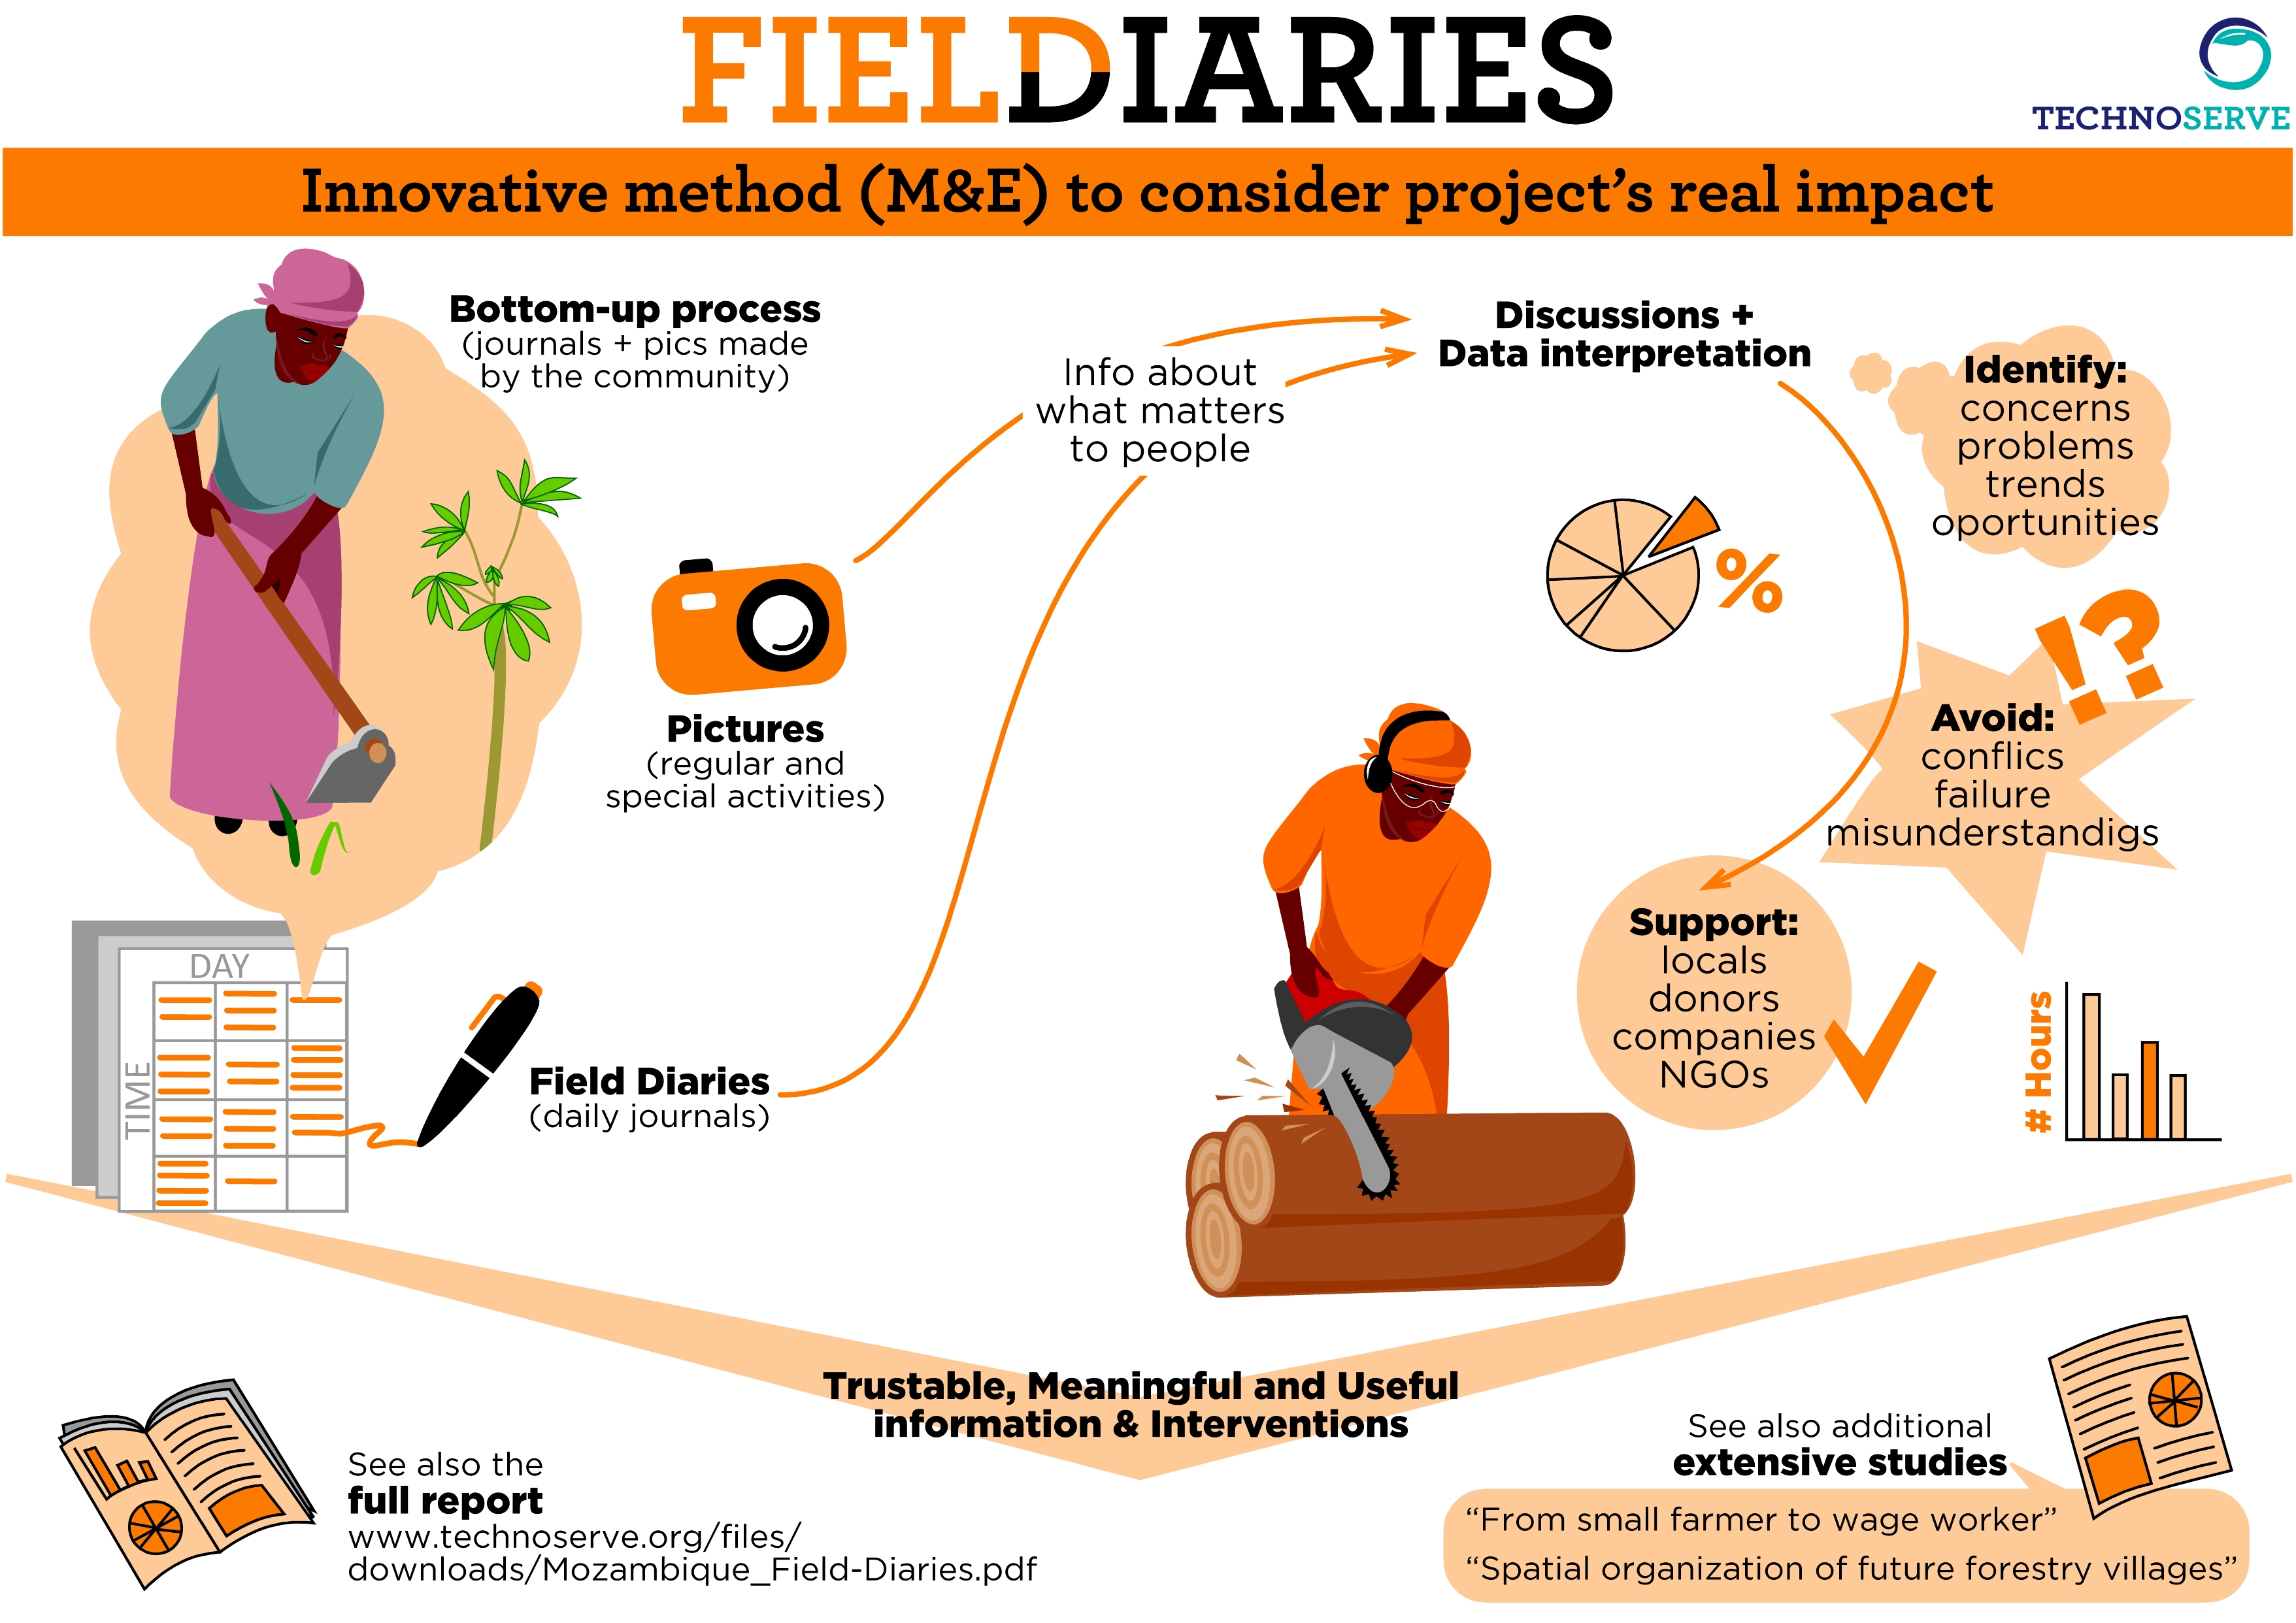 FIELDIARIES
TECHNOSERVE
Innovative method (M&E) to consider project's real impact
Bottom-up process
(journals + pics made
by the community)
Pictures
(regular and
special activities)
DAY
TIME
Field Diaries
(daily journals)
Info about
what matters
to people
Discussions +
Data interpretation
%
Identify:
concerns
problems
trends
oportunities
!?
Avoid:
conflics
failure
misunderstandigs
Support:
locals
donors
companies
NGOs
# Hours
Trustable, Meaningful and Useful
information & Interventions
See also the
full report
www.technoserve.org/files/
downloads/Mozambique_Field-Diaries.pdf
See also additional
extensive studies
“From small farmer to wage worker”
“Spatial organization of future forestry villages”